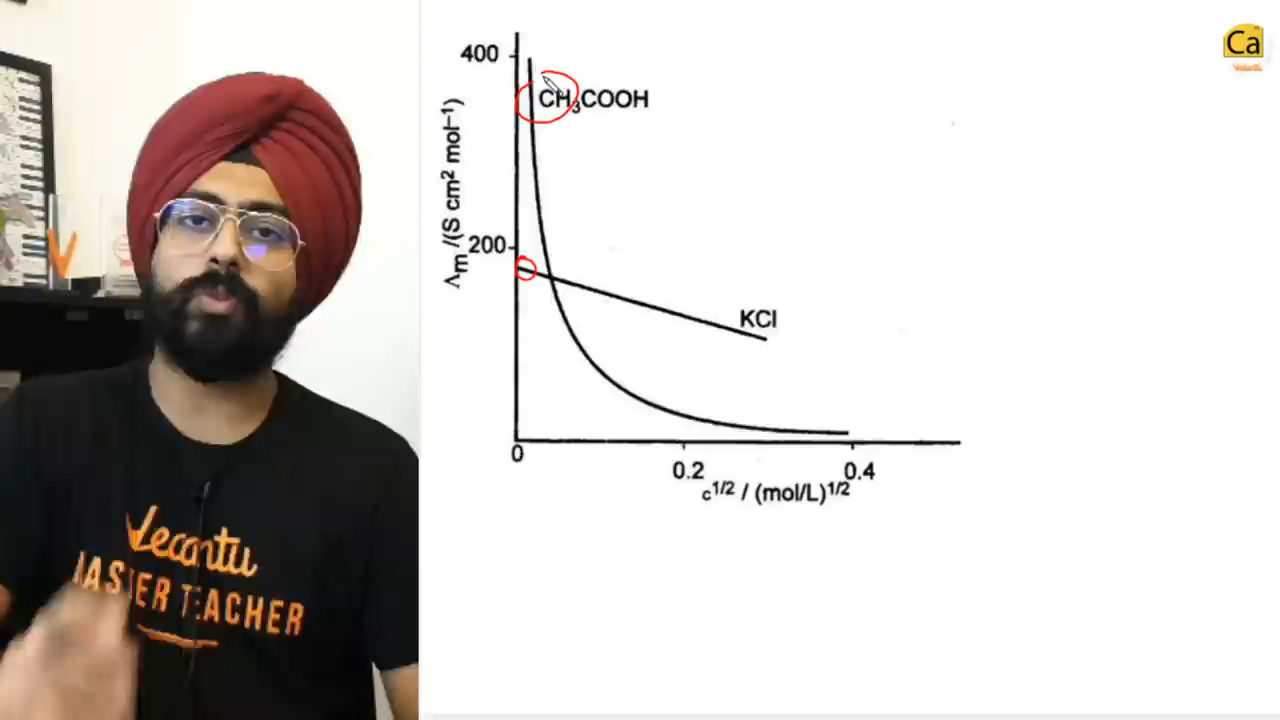 400
CH₃COOH
Λm /(S cm² mol⁻¹)
200
KCl
0
0.2
0.4
c¹/² / (mol/L)¹/²
Ca
Vedantu
Vedantu
MASTER TEACHER